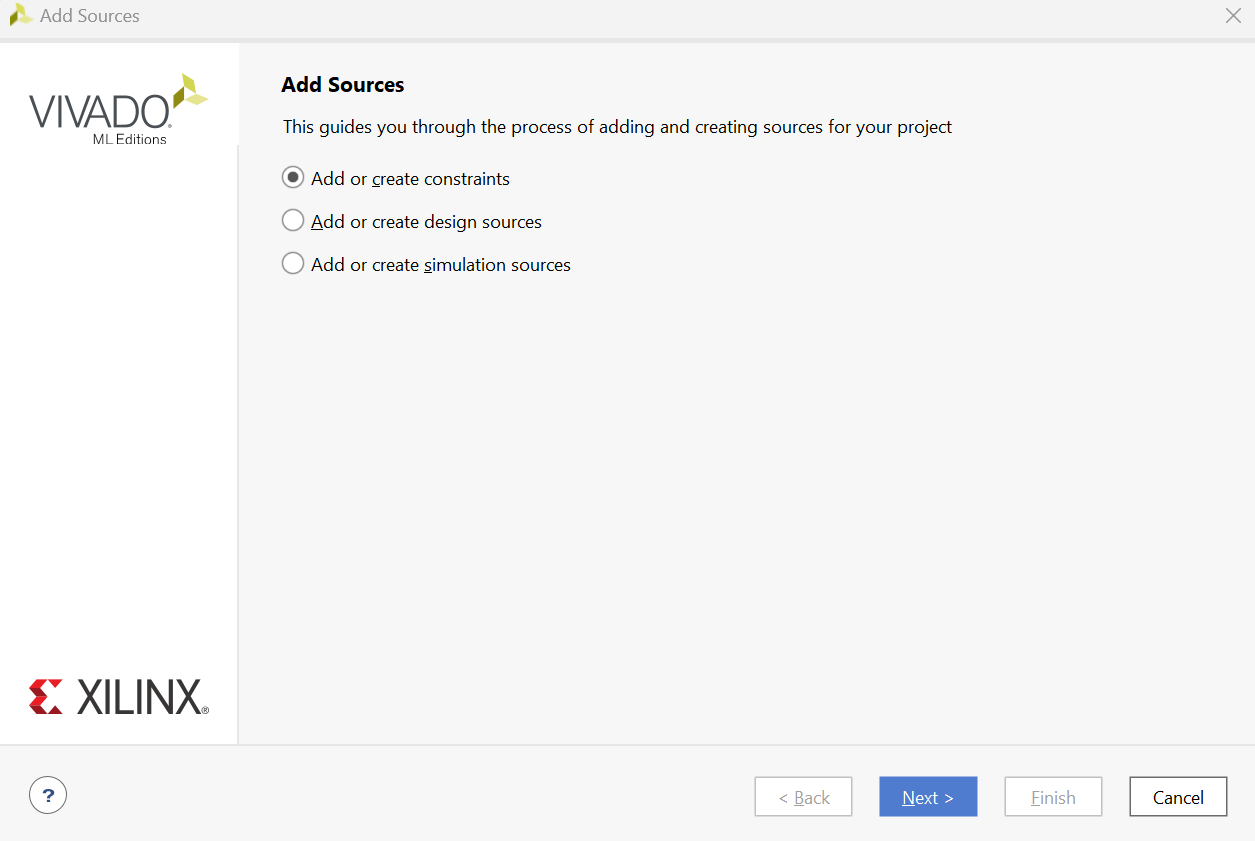 Add Sources
VIVADO.
ML Editions
Add Sources
This guides you through the process of adding and creating sources for your project
Add or create constraints
Add or create design sources
Add or create simulation sources
XILINX®
?
< Back
Next >
Finish
Cancel